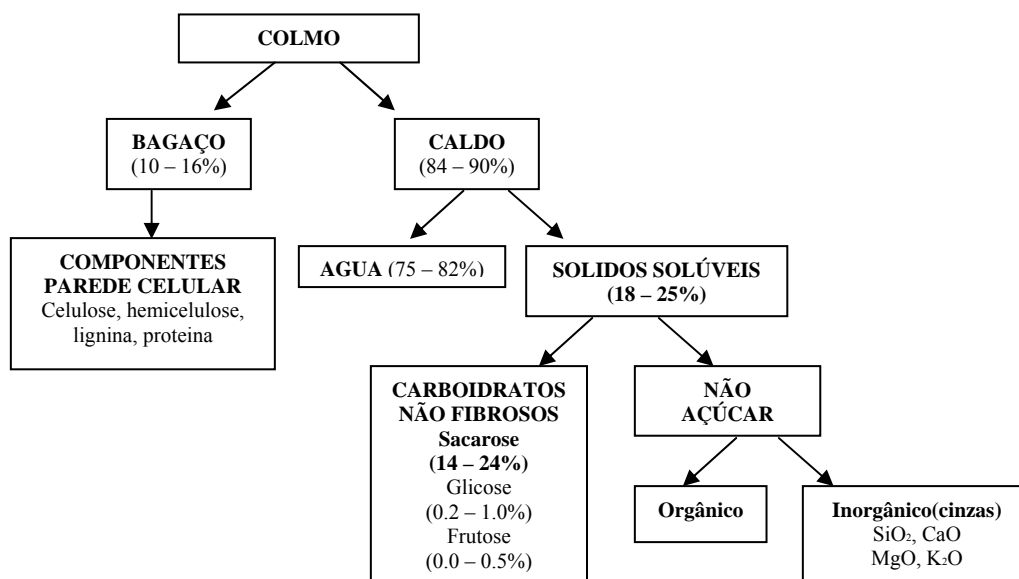 COLMO
BAGAÇO
(10 – 16%)
CALDO
(84 – 90%)
COMPONENTES
PAREDE CELULAR
Celulose, hemicelulose,
lignina, proteina
AGUA (75 – 82%)
SOLIDOS SOLÚVEIS
(18 – 25%)
CARBOIDRATOS
NÃO FIBROSOS
Sacarose
(14 – 24%)
Glicose
(0.2 – 1.0%)
Frutose
(0.0 – 0.5%)
NÃO
AÇÚCAR
Orgânico
Inorgânico(cinzas)
SiO₂, CaO
MgO, K₂O